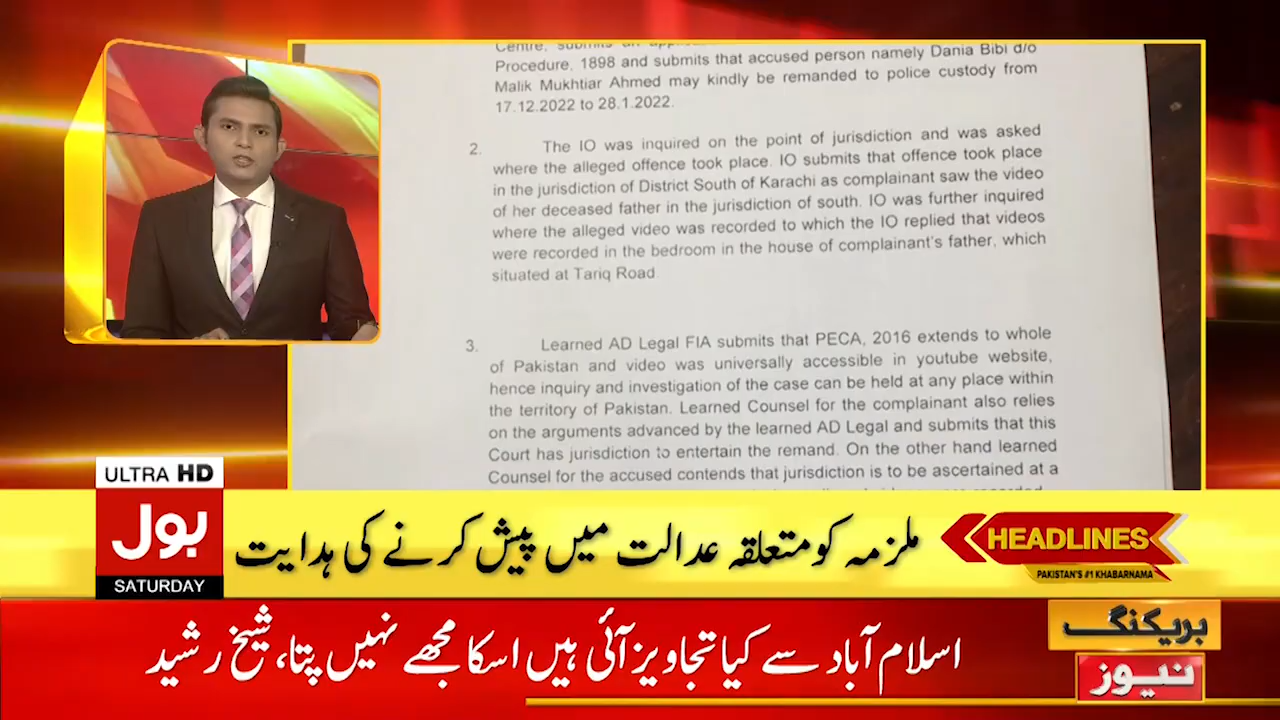 Centre, submits an
Procedure, 1898 and submits that accused person namely Dania Bibi d/o
Malik Mukhtiar Ahmed may kindly be remanded to police custody from
17.12.2022 to 28.1.2022.
2. The IO was inquired on the point of jurisdiction and was asked
where the alleged offence took place. IO submits that offence took place
in the jurisdiction of District South of Karachi as complainant saw the video
of her deceased father in the jurisdiction of south. IO was further inquired
where the alleged video was recorded to which the IO replied that videos
were recorded in the bedroom in the house of complainant's father, which
situated at Tariq Road
3. Learned AD Legal FIA submits that PECA, 2016 extends to whole
of Pakistan and video was universally accessible in youtube website,
hence inquiry and investigation of the case can be held at any place within
the territory of Pakistan. Learned Counsel for the complainant also relies
on the arguments advanced by the learned AD Legal and submits that this
Court has jurisdiction to entertain the remand. On the other hand learned
Counsel for the accused contends that jurisdiction is to be ascertained at a
ULTRA HD
بول
SATURDAY
ملزمہ کو متعلقہ عدالت میں پیش کرنے کی ہدایت
HEADLINES
PAKISTAN'S #1 KHABARNAMA
بریکنگ
نیوز
اسلام آباد سے کیا تجاویز آئی ہیں اسکا مجھے نہیں پتا، شیخ رشید